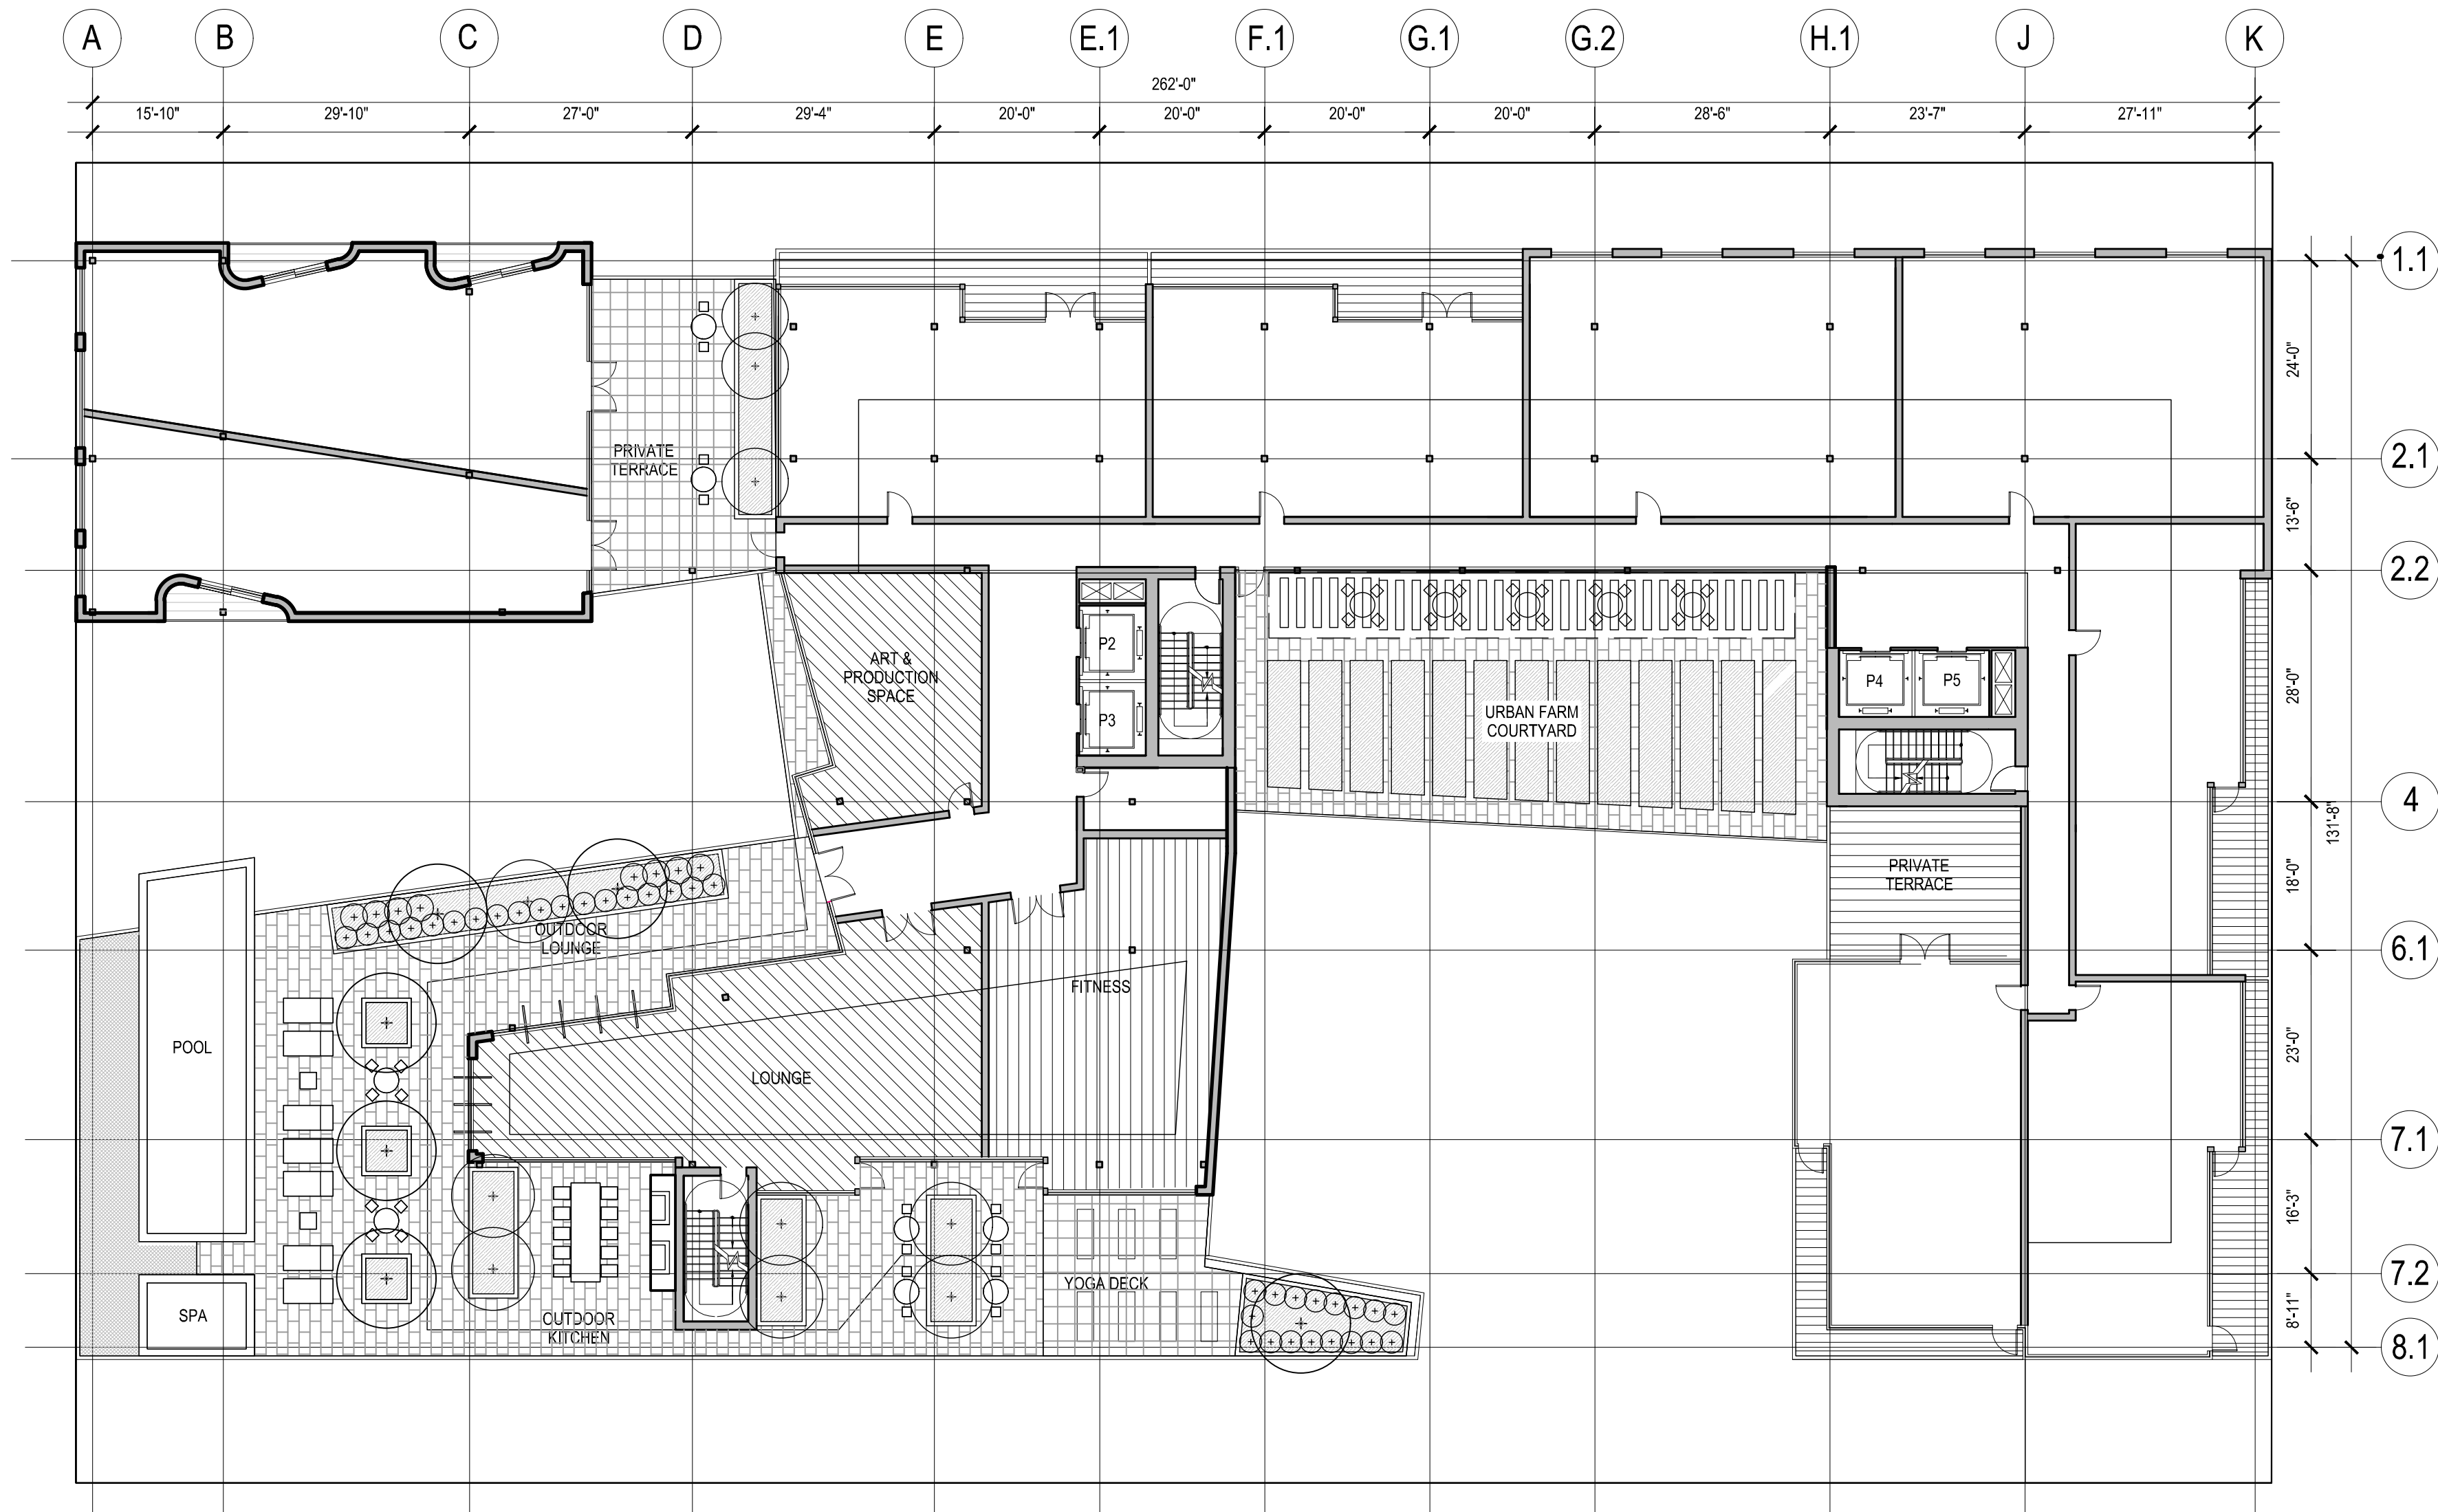 A B C D E E.1 F.1 G.1 G.2 H.1 J K
262'-0"
15'-10" 29'-10" 27'-0" 29'-4" 20'-0" 20'-0" 20'-0" 20'-0" 28'-6" 23'-7" 27'-11"
1.1
24'-0"
PRIVATE
TERRACE
2.1
13'-6"
2.2
ART &
PRODUCTION
SPACE
P2
P3
URBAN FARM
COURTYARD
P4 P5
28'-0"
4
131'-8"
PRIVATE
TERRACE
18'-0"
OUTDOOR
LOUNGE
6.1
FITNESS
POOL
LOUNGE
23'-0"
7.1
16'-3"
7.2
YOGA DECK
SPA
OUTDOOR
KITCHEN
8'-11"
8.1